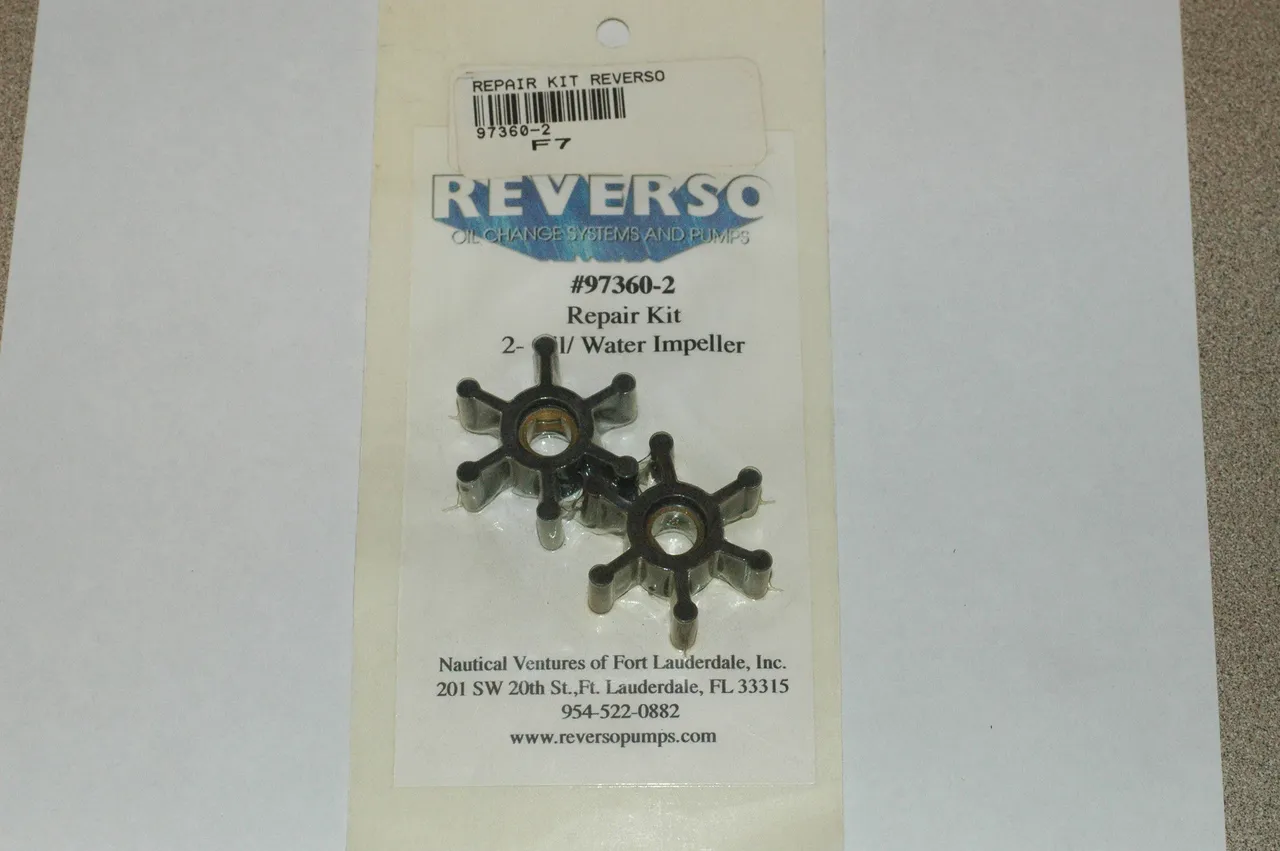 REPAIR KIT REVERSO
97360-2
F7
REVERSO
OIL CHANGE SYSTEMS AND PUMPS
#97360-2
Repair Kit
2- / Water Impeller
Nautical Ventures of Fort Lauderdale, Inc.
201 SW 20th St.,Ft. Lauderdale, FL 33315
954-522-0882
www.reversopumps.com